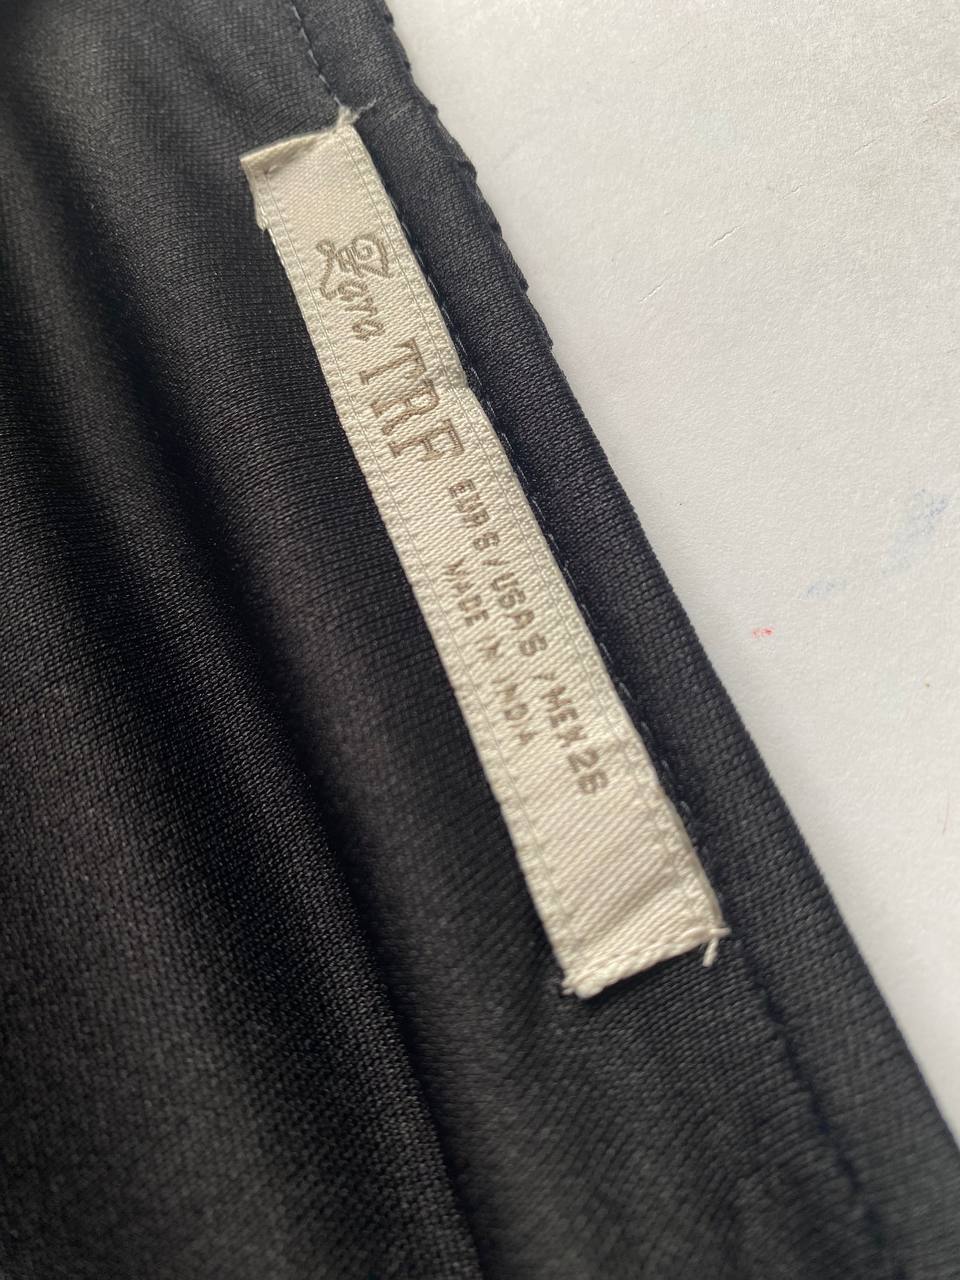 Zara TRF
EUR S / USA S / MEX 26
MADE IN INDIA